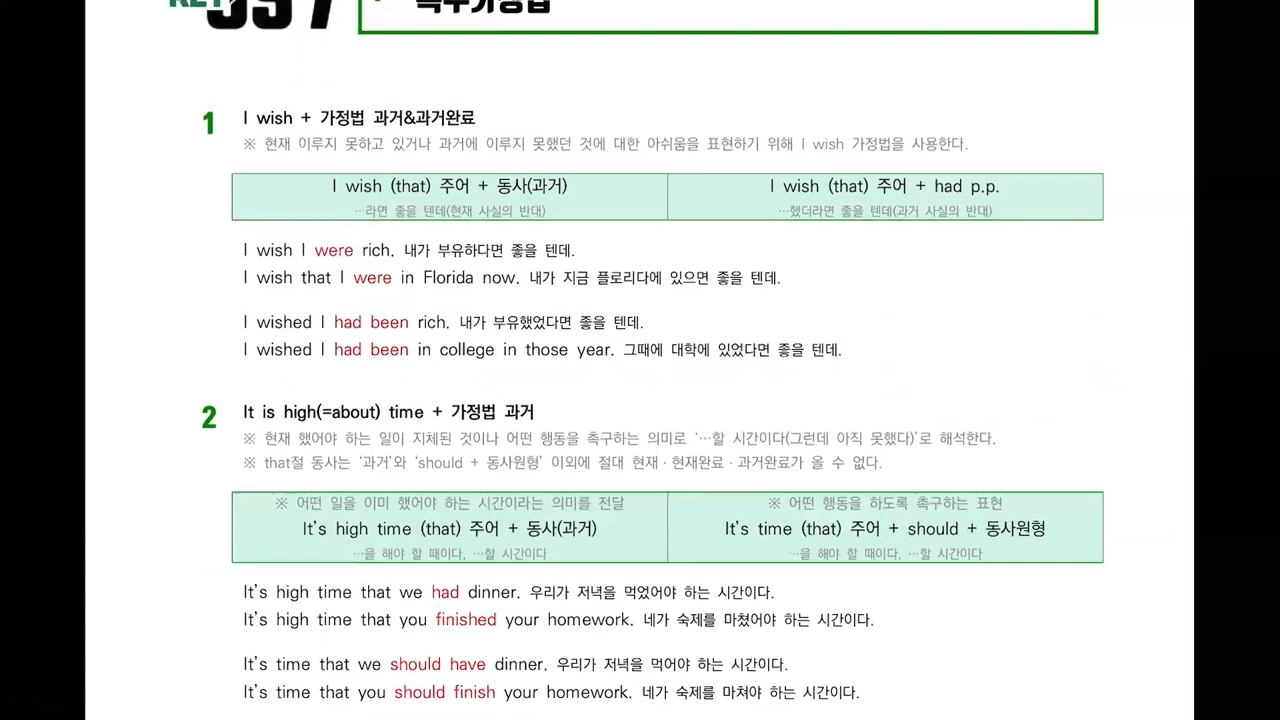 특수가정법
1 I wish + 가정법 과거&과거완료
※ 현재 이루지 못하고 있거나 과거에 이루지 못했던 것에 대한 아쉬움을 표현하기 위해 I wish 가정법을 사용한다.
I wish (that) 주어 + 동사(과거) I wish (that) 주어 + had p.p.
…라면 좋을 텐데(현재 사실의 반대) …했더라면 좋을 텐데(과거 사실의 반대)
I wish I were rich. 내가 부유하다면 좋을 텐데.
I wish that I were in Florida now. 내가 지금 플로리다에 있으면 좋을 텐데.
I wished I had been rich. 내가 부유했었다면 좋을 텐데.
I wished I had been in college in those year. 그때에 대학에 있었다면 좋을 텐데.
2 It is high(=about) time + 가정법 과거
※ 현재 했어야 하는 일이 지체된 것이나 어떤 행동을 촉구하는 의미로 '…할 시간이다(그런데 아직 못했다)'로 해석한다.
※ that절 동사는 '과거'와 'should + 동사원형' 이외에 절대 현재·현재완료·과거완료가 올 수 없다.
※ 어떤 일을 이미 했어야 하는 시간이라는 의미를 전달 ※ 어떤 행동을 하도록 촉구하는 표현
It's high time (that) 주어 + 동사(과거) It's time (that) 주어 + should + 동사원형
…을 해야 할 때이다, …할 시간이다 …을 해야 할 때이다, …할 시간이다
It's high time that we had dinner. 우리가 저녁을 먹었어야 하는 시간이다.
It's high time that you finished your homework. 네가 숙제를 마쳤어야 하는 시간이다.
It's time that we should have dinner. 우리가 저녁을 먹어야 하는 시간이다.
It's time that you should finish your homework. 네가 숙제를 마쳐야 하는 시간이다.